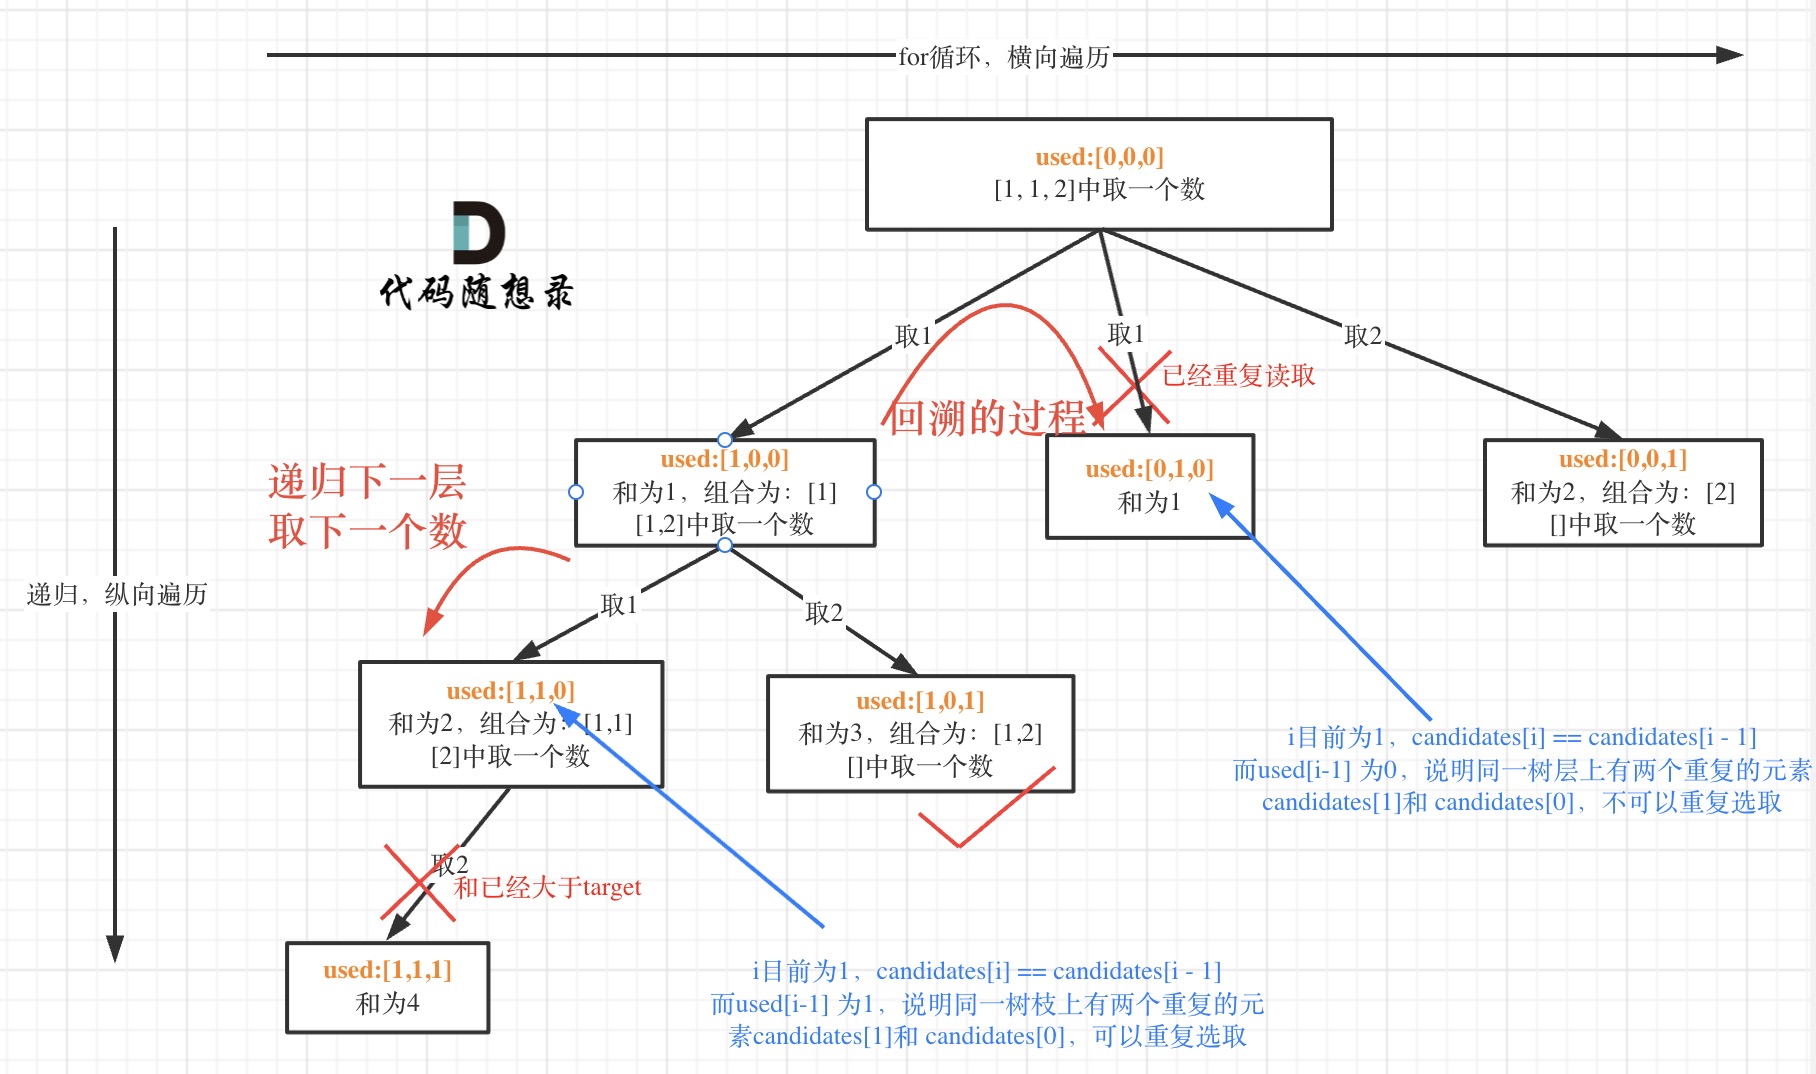 for循环，横向遍历
used:[0,0,0]
[1, 1, 2]中取一个数
代码随想录
取1
取1
取2
已经重复读取
回溯的过程
used:[1,0,0]
和为1，组合为：[1]
[1,2]中取一个数
used:[0,1,0]
和为1
used:[0,0,1]
和为2，组合为：[2]
[]中取一个数
递归下一层
取下一个数
递归，纵向遍历
取1
取2
used:[1,1,0]
和为2，组合为：[1,1]
[2]中取一个数
used:[1,0,1]
和为3，组合为：[1,2]
[]中取一个数
i目前为1，candidates[i] == candidates[i - 1]
而used[i-1] 为0，说明同一树层上有两个重复的元素
candidates[1]和 candidates[0]，不可以重复选取
取2
和已经大于target
used:[1,1,1]
和为4
i目前为1，candidates[i] == candidates[i - 1]
而used[i-1] 为1，说明同一树枝上有两个重复的元
素candidates[1]和 candidates[0]，可以重复选取